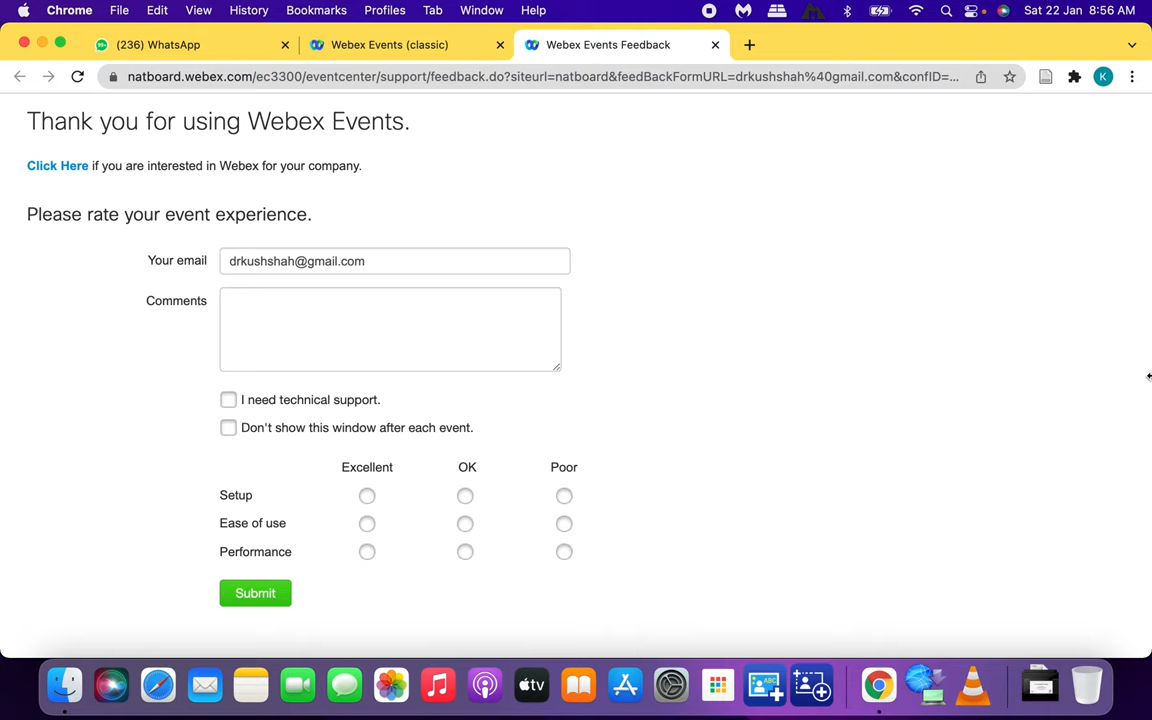 Chrome File Edit View History Bookmarks Profiles Tab Window Help Sat 22 Jan 8:56 AM
(236) WhatsApp
Webex Events (classic)
Webex Events Feedback
natboard.webex.com/ec3300/eventcenter/support/feedback.do?siteurl=natboard&feedBackFormURL=drkushshah%40gmail.com&confID=...
K
Thank you for using Webex Events.
Click Here if you are interested in Webex for your company.
Please rate your event experience.
Your email drkushshah@gmail.com
Comments
I need technical support.
Don't show this window after each event.
Excellent OK Poor
Setup
Ease of use
Performance
Submit
tv